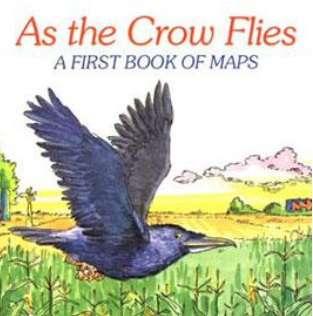 As the Crow Flies
A FIRST BOOK OF MAPS